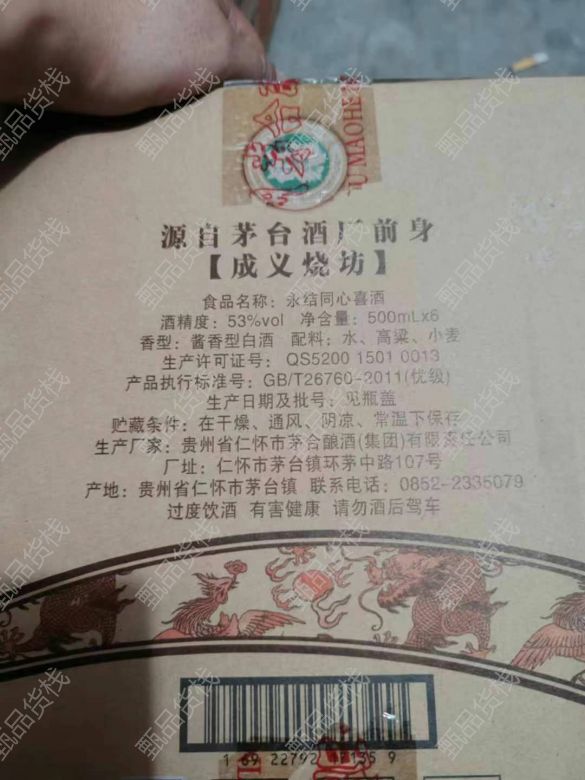 源自茅台酒厂前身
【成义烧坊】
食品名称：永结同心喜酒
酒精度：53%vol 净含量：500mLx6
香型：酱香型白酒 配料：水、高粱、小麦
生产许可证号：QS5200 1501 0013
产品执行标准号：GB/T26760-2011(优级)
生产日期及批号：见瓶盖
贮藏条件：在干燥、通风、阴凉、常温下保存
生产厂家：贵州省仁怀市茅合酿酒(集团)有限责任公司
厂址：仁怀市茅台镇环茅中路107号
产地：贵州省仁怀市茅台镇 联系电话：0852-2335079
过度饮酒 有害健康 请勿酒后驾车
甄品货栈